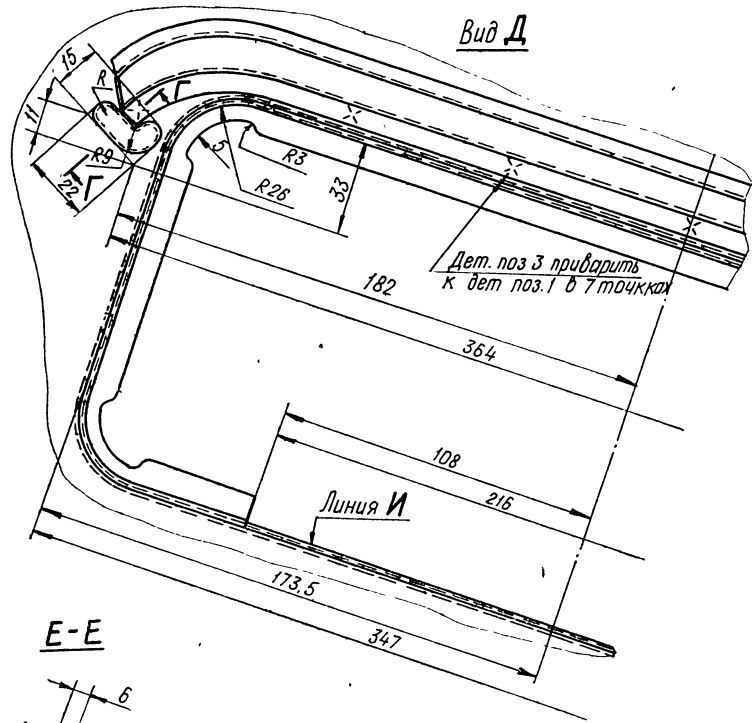 Вид Д
15
R
Г
11
R9
Г
22
5
R3
R26
33
Дет. поз 3 приварить
к дет поз.1 в 7 точкках
182
364
108
216
Линия И
173,5
347
Е-Е
6